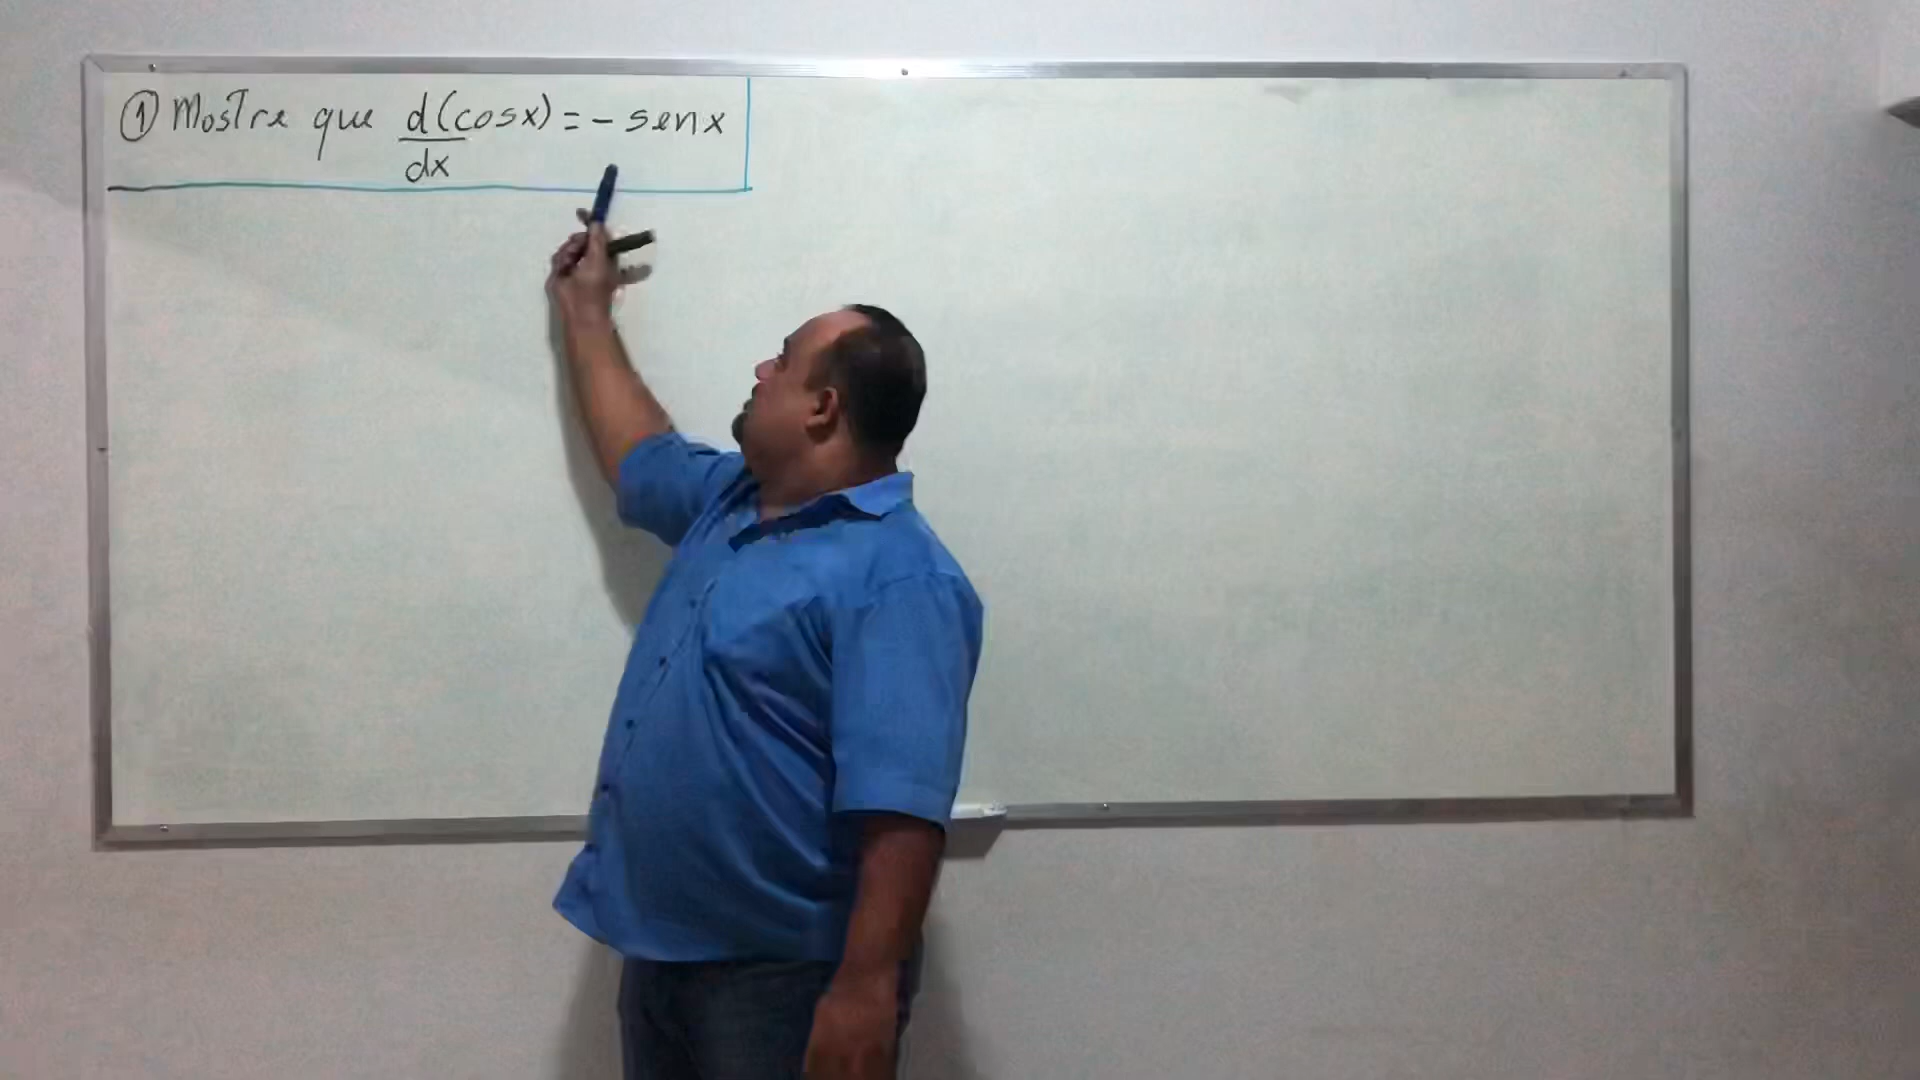 ① Mostre que d(cosx) = - senx
dx